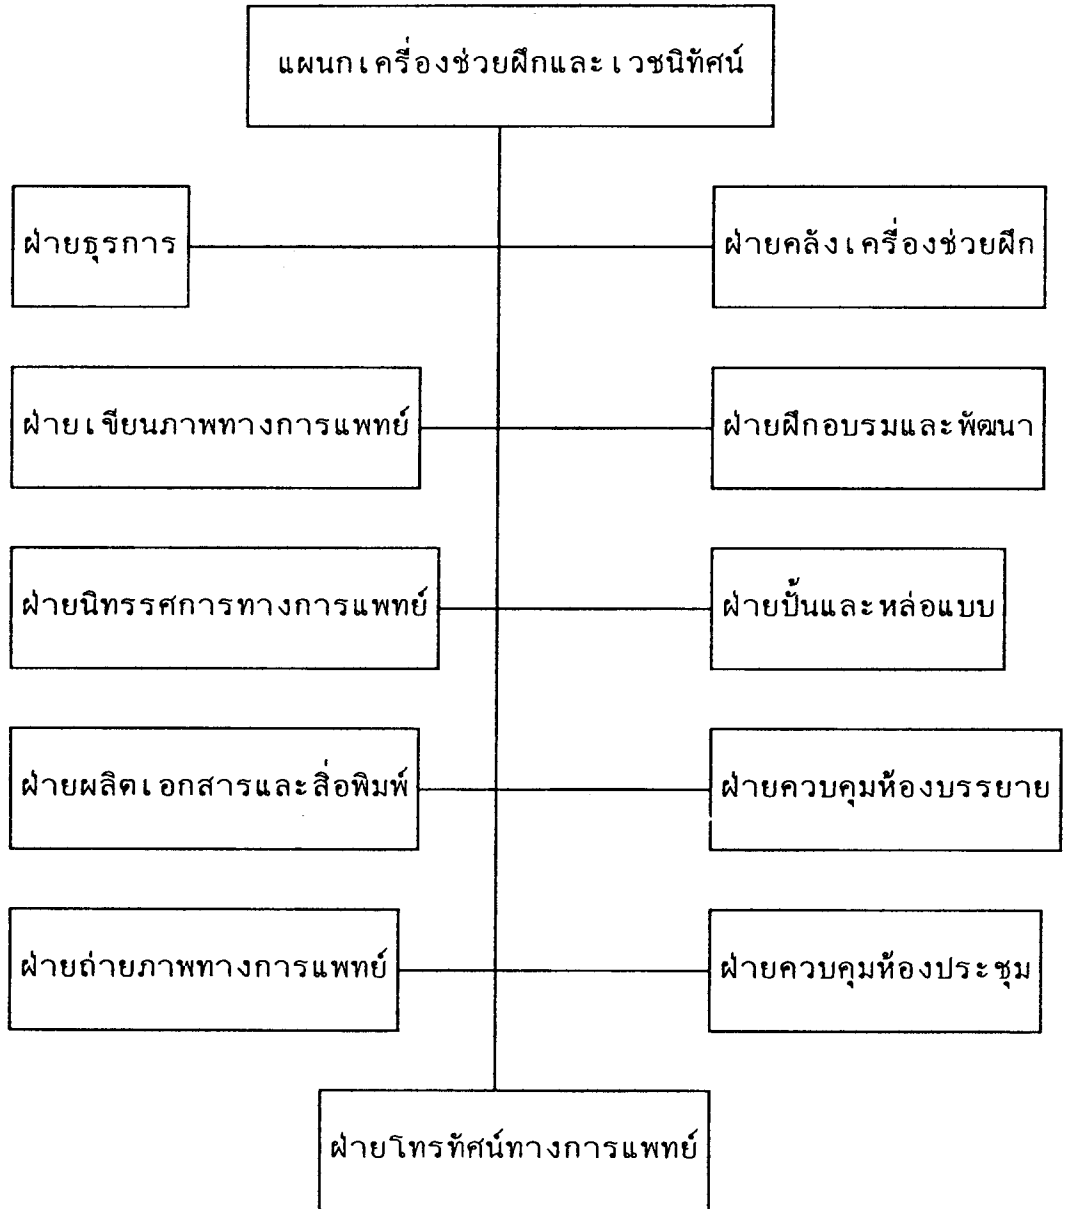 แผนกเครื่องช่วยฝึกและเวชนิทัศน์
ฝ่ายธุรการ
ฝ่ายคลังเครื่องช่วยฝึก
ฝ่ายเขียนภาพทางการแพทย์
ฝ่ายฝึกอบรมและพัฒนา
ฝ่ายนิทรรศการทางการแพทย์
ฝ่ายปั้นและหล่อแบบ
ฝ่ายผลิตเอกสารและสื่อพิมพ์
ฝ่ายควบคุมห้องบรรยาย
ฝ่ายถ่ายภาพทางการแพทย์
ฝ่ายควบคุมห้องประชุม
ฝ่ายโทรทัศน์ทางการแพทย์